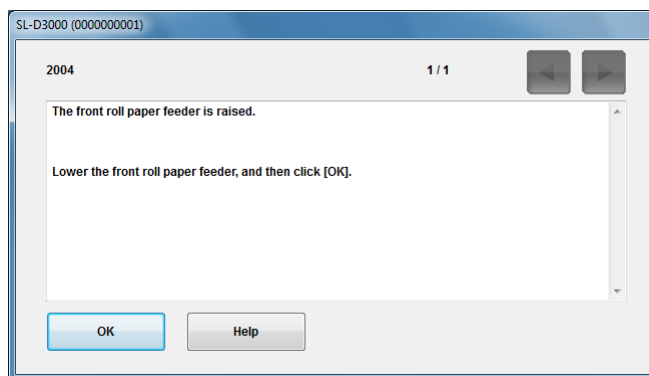 SL-D3000 (0000000001)
2004 1 / 1
The front roll paper feeder is raised.
Lower the front roll paper feeder, and then click [OK].
OK Help